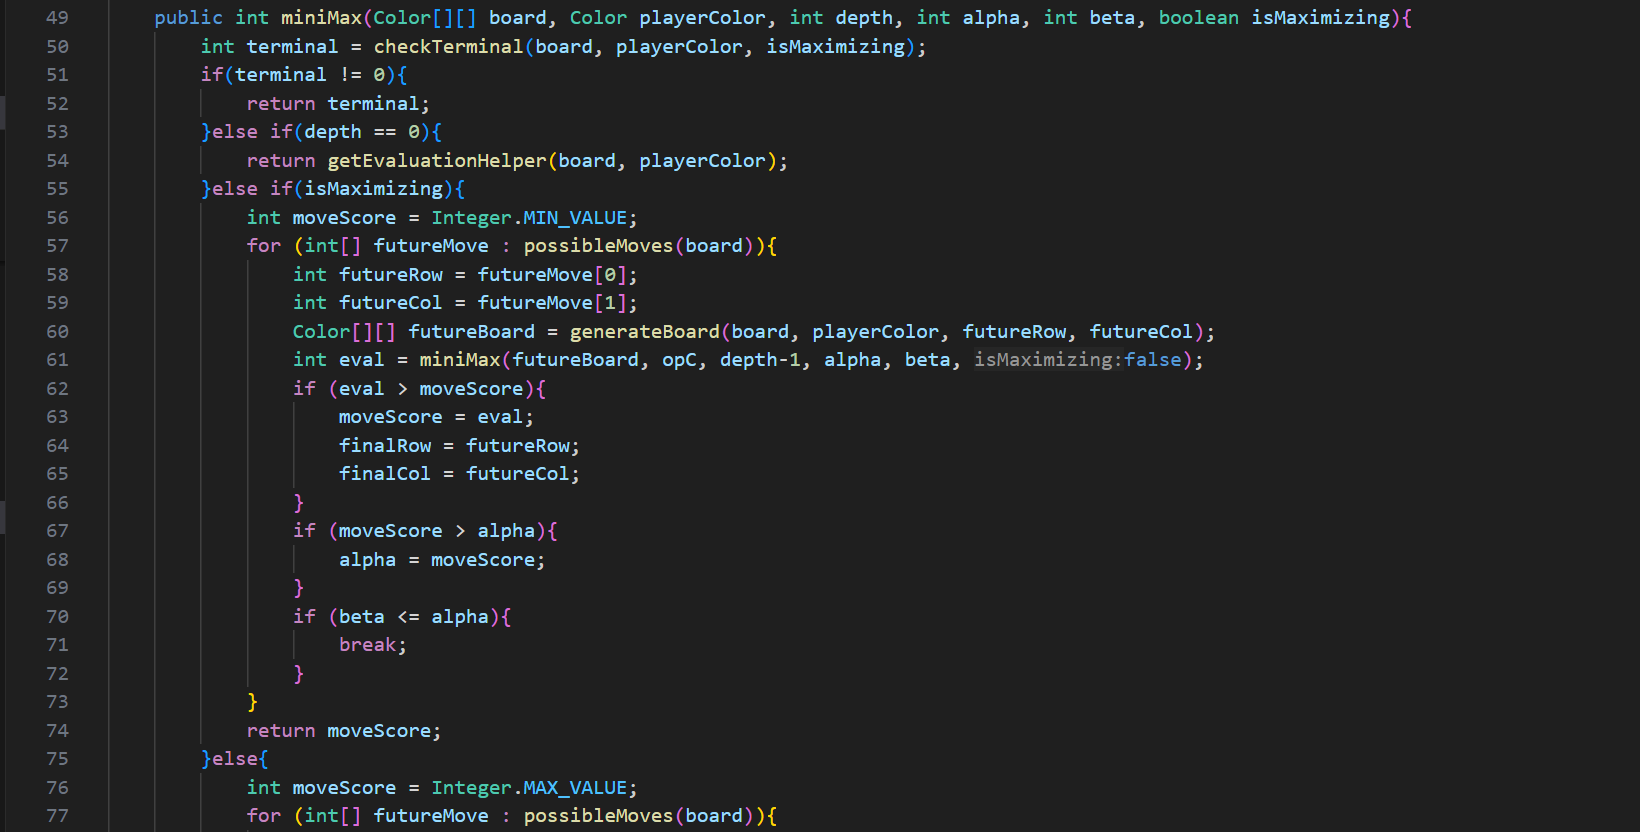 49 public int miniMax(Color[][] board, Color playerColor, int depth, int alpha, int beta, boolean isMaximizing){
50 int terminal = checkTerminal(board, playerColor, isMaximizing);
51 if(terminal != 0){
52 return terminal;
53 }else if(depth == 0){
54 return getEvaluationHelper(board, playerColor);
55 }else if(isMaximizing){
56 int moveScore = Integer.MIN_VALUE;
57 for (int[] futureMove : possibleMoves(board)){
58 int futureRow = futureMove[0];
59 int futureCol = futureMove[1];
60 Color[][] futureBoard = generateBoard(board, playerColor, futureRow, futureCol);
61 int eval = miniMax(futureBoard, opC, depth-1, alpha, beta, isMaximizing:false);
62 if (eval > moveScore){
63 moveScore = eval;
64 finalRow = futureRow;
65 finalCol = futureCol;
66 }
67 if (moveScore > alpha){
68 alpha = moveScore;
69 }
70 if (beta <= alpha){
71 break;
72 }
73 }
74 return moveScore;
75 }else{
76 int moveScore = Integer.MAX_VALUE;
77 for (int[] futureMove : possibleMoves(board)){